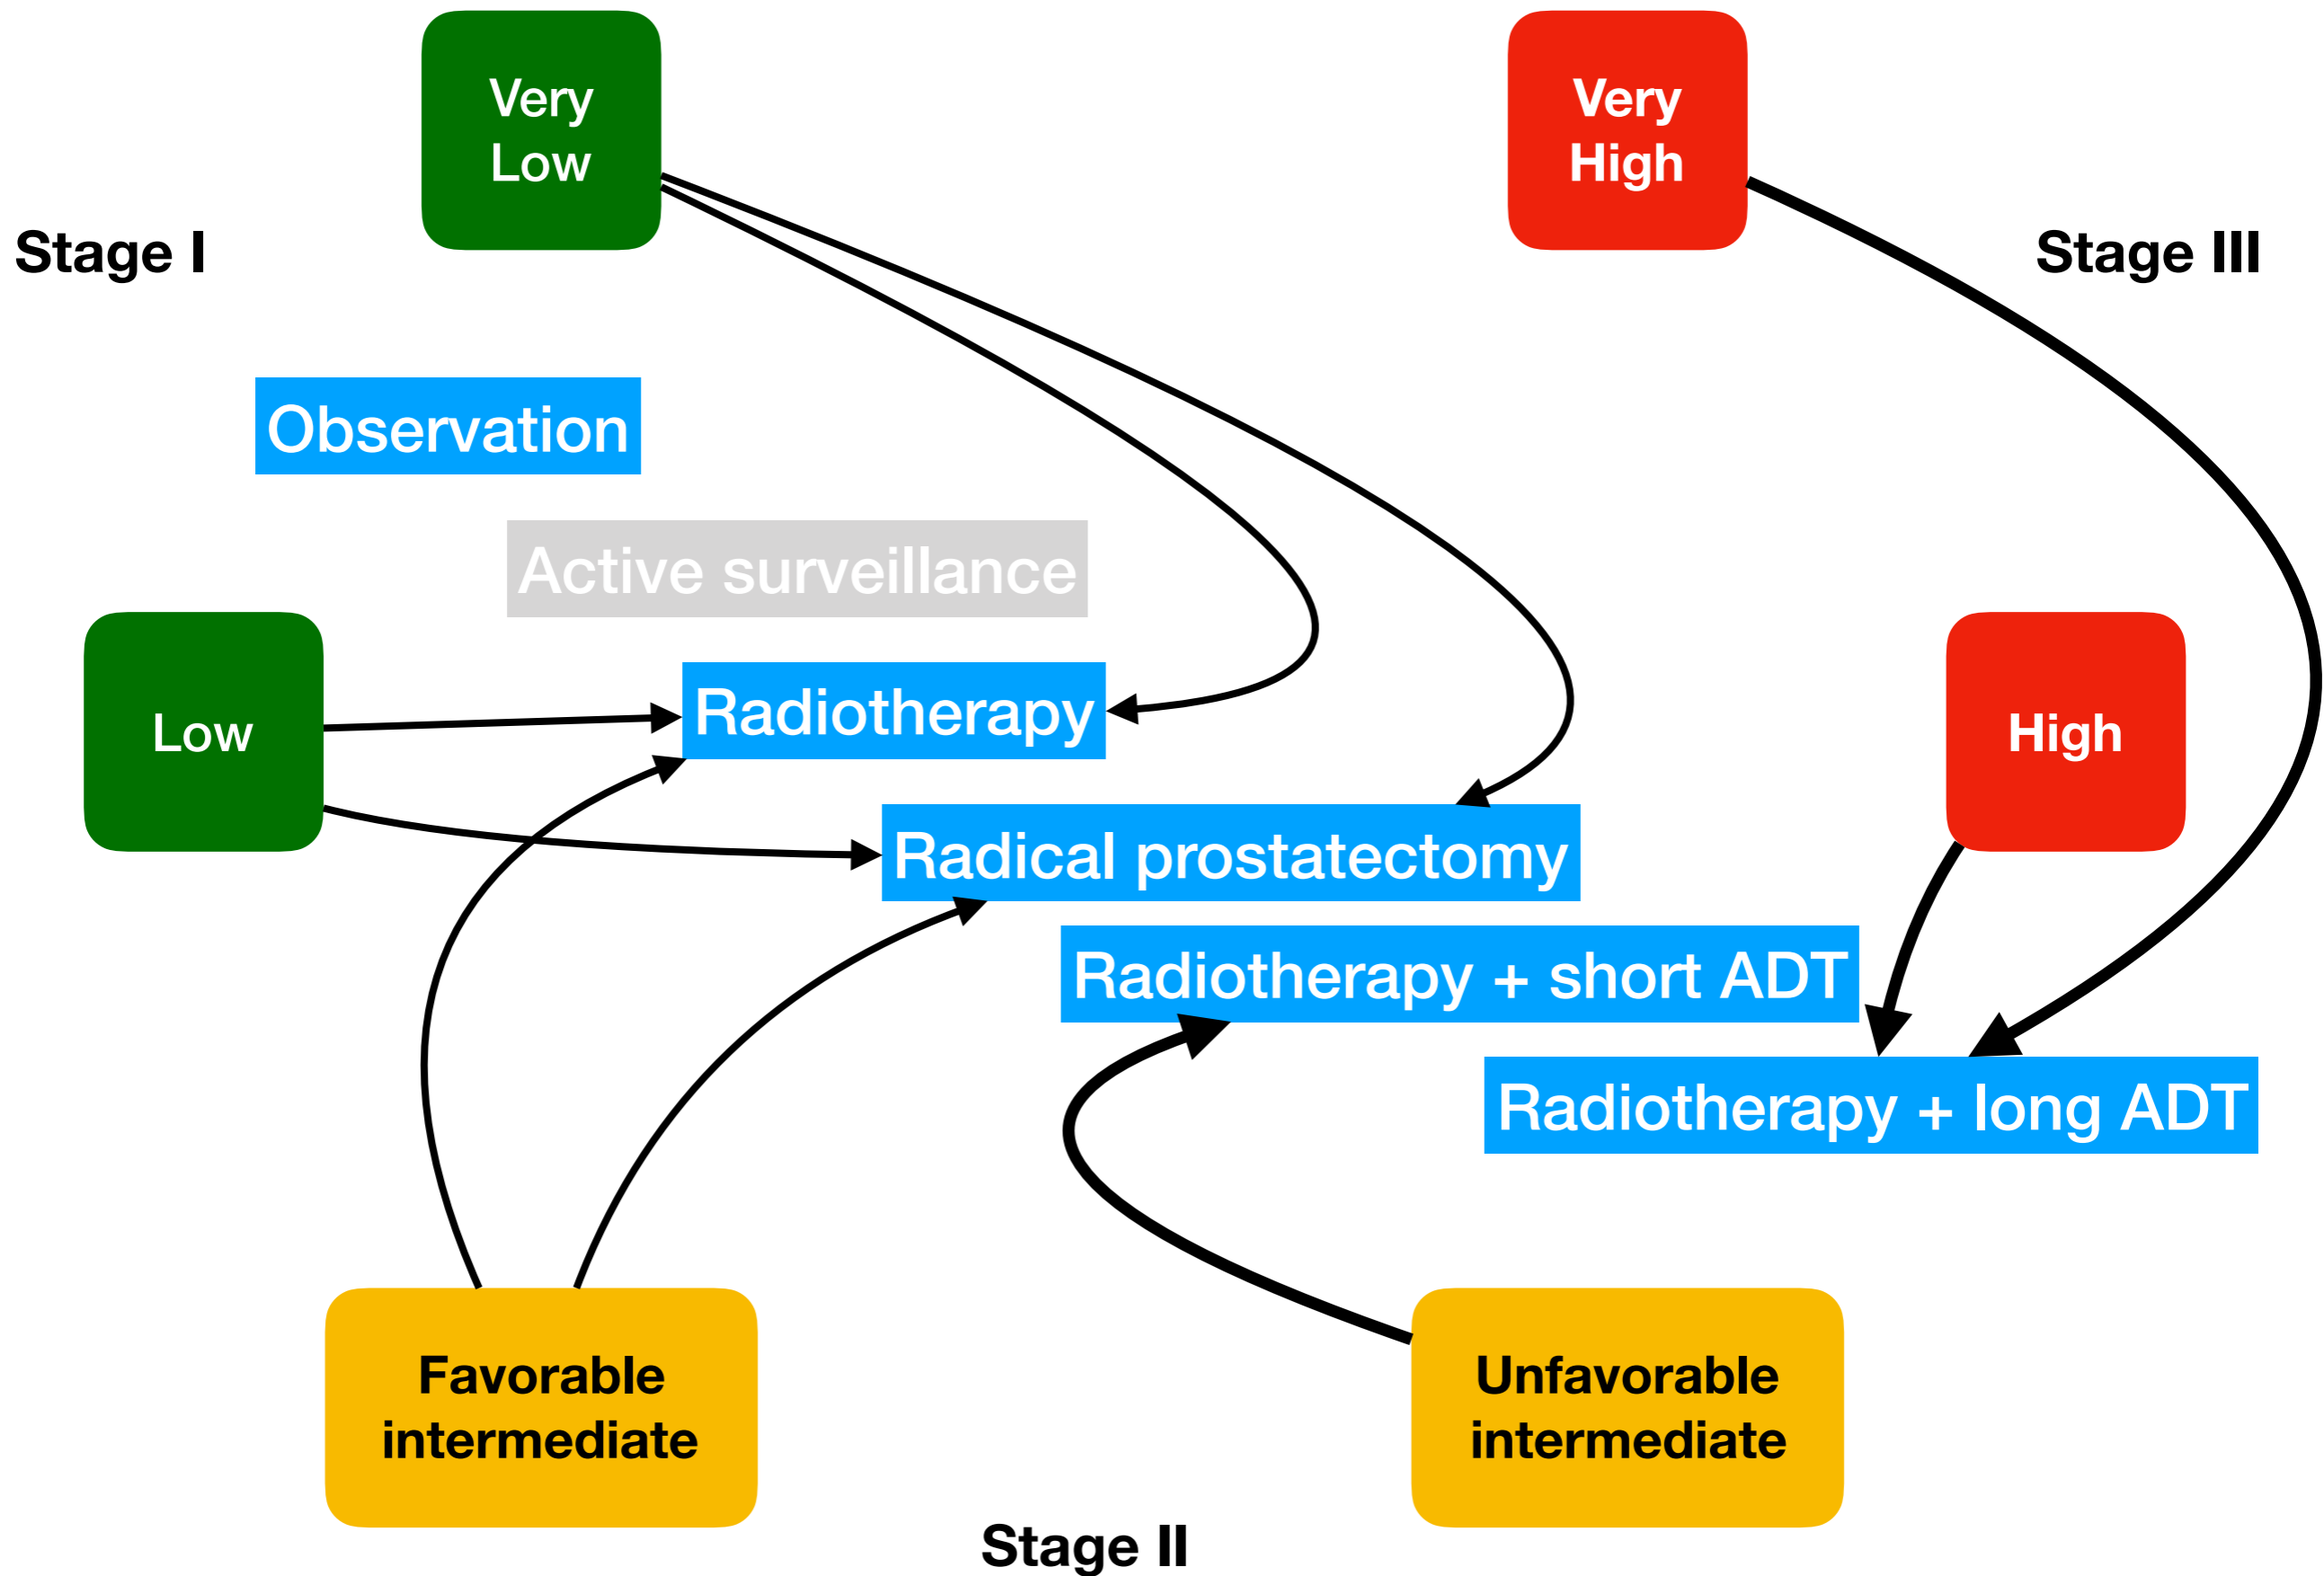 Very
Low
Very
High
Stage I
Stage III
Observation
Active surveillance
Radiotherapy
Low
High
Radical prostatectomy
Radiotherapy + short ADT
Radiotherapy + long ADT
Favorable
intermediate
Unfavorable
intermediate
Stage II